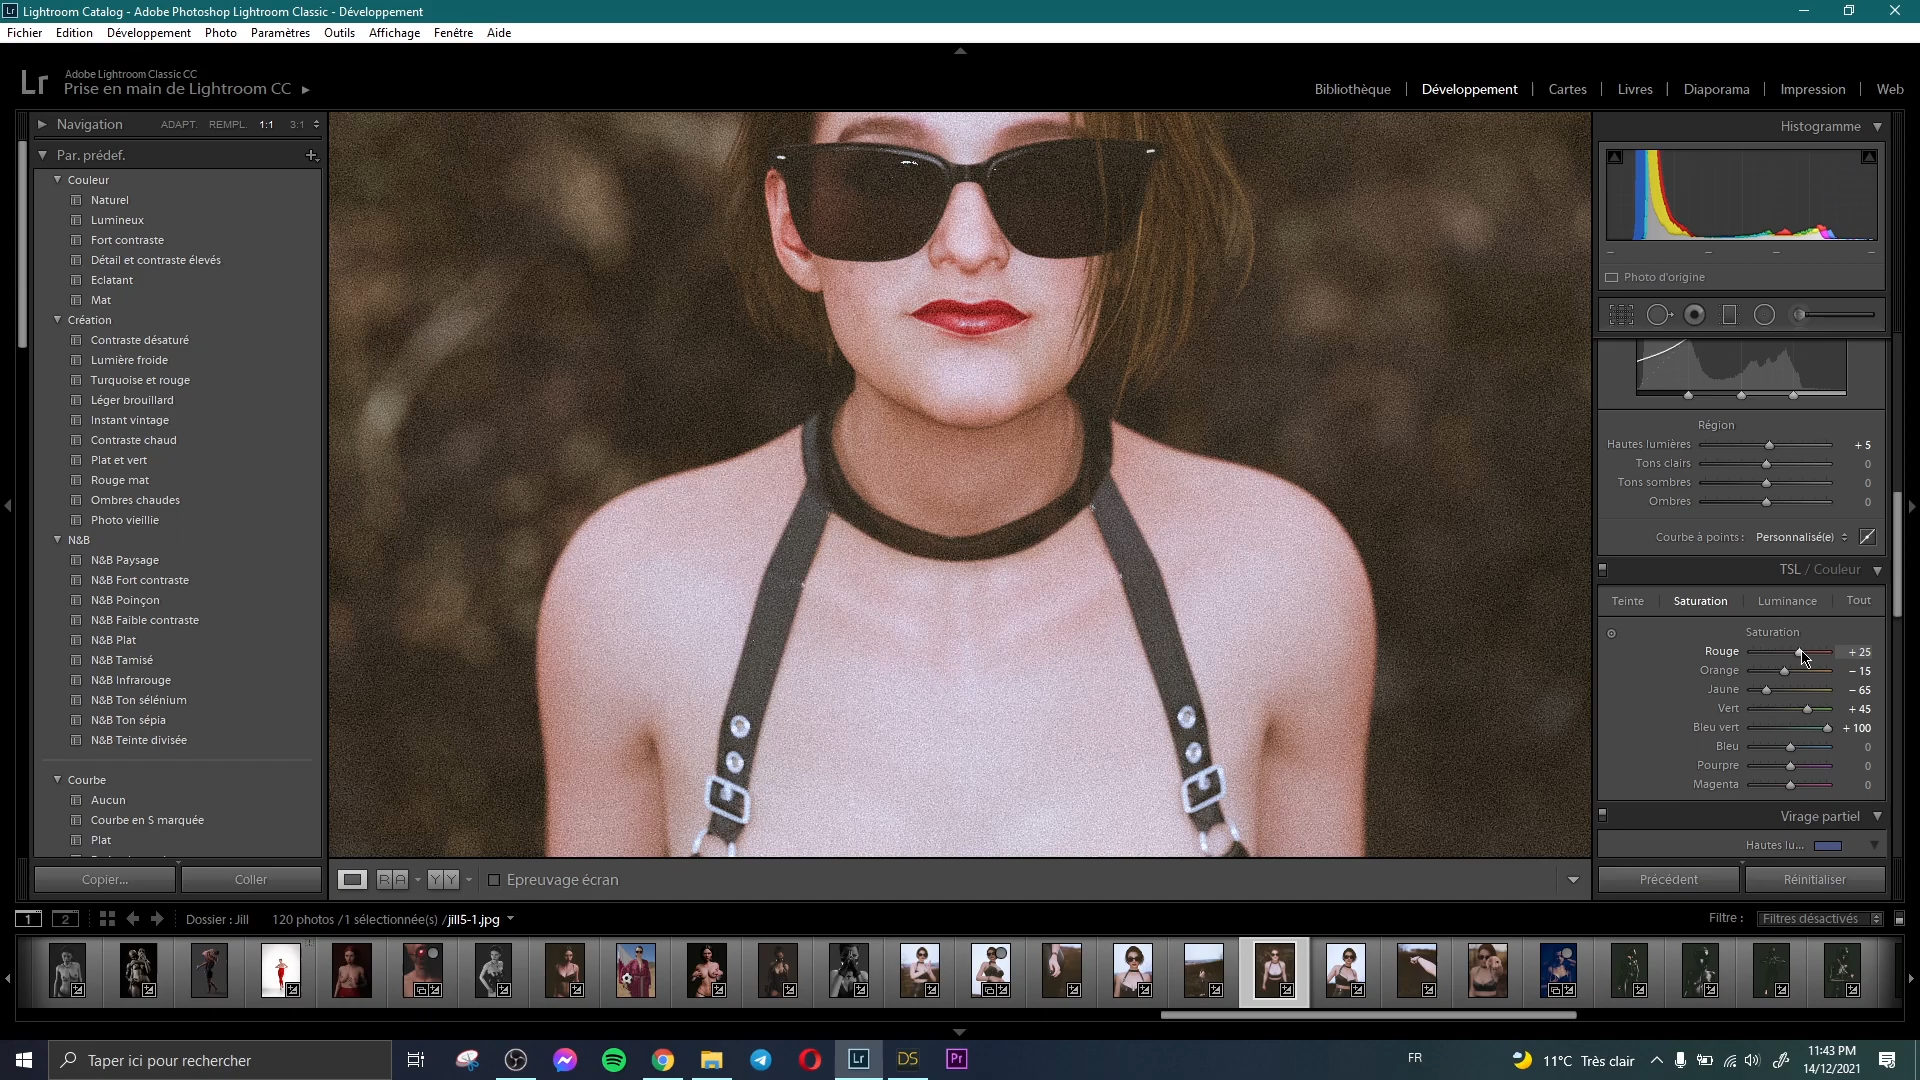 Lr Lightroom Catalog - Adobe Photoshop Lightroom Classic - Développement
Fichier Edition Développement Photo Paramètres Outils Affichage Fenêtre Aide
Lr
Adobe Lightroom Classic CC
Prise en main de Lightroom CC
Bibliothèque | Développement | Cartes | Livres | Diaporama | Impression | Web
Navigation ADAPT. REMPL. 1:1 3:1
Par. prédef.
Couleur
Naturel
Lumineux
Fort contraste
Détail et contraste élevés
Eclatant
Mat
Création
Contraste désaturé
Lumière froide
Turquoise et rouge
Léger brouillard
Instant vintage
Contraste chaud
Plat et vert
Rouge mat
Ombres chaudes
Photo vieillie
N&B
N&B Paysage
N&B Fort contraste
N&B Poinçon
N&B Faible contraste
N&B Plat
N&B Tamisé
N&B Infrarouge
N&B Ton sélénium
N&B Ton sépia
N&B Teinte divisée
Courbe
Aucun
Courbe en S marquée
Plat
Copier... Coller
R A Y Y Epreuvage écran
Histogramme
Photo d'origine
Région
Hautes lumières + 5
Tons clairs 0
Tons sombres 0
Ombres 0
Courbe à points : Personnalisé(e)
TSL / Couleur
Teinte Saturation Luminance Tout
Saturation
Rouge + 25
Orange − 15
Jaune − 65
Vert + 45
Bleu vert + 100
Bleu 0
Pourpre 0
Magenta 0
Virage partiel
Hautes lu...
Précédent Réinitialiser
1 2 Dossier : Jill 120 photos /1 sélectionnée(s) /jill5-1.jpg Filtre : Filtres désactivés
Taper ici pour rechercher Lr DS Pr FR 11°C Très clair 11:43 PM
14/12/2021